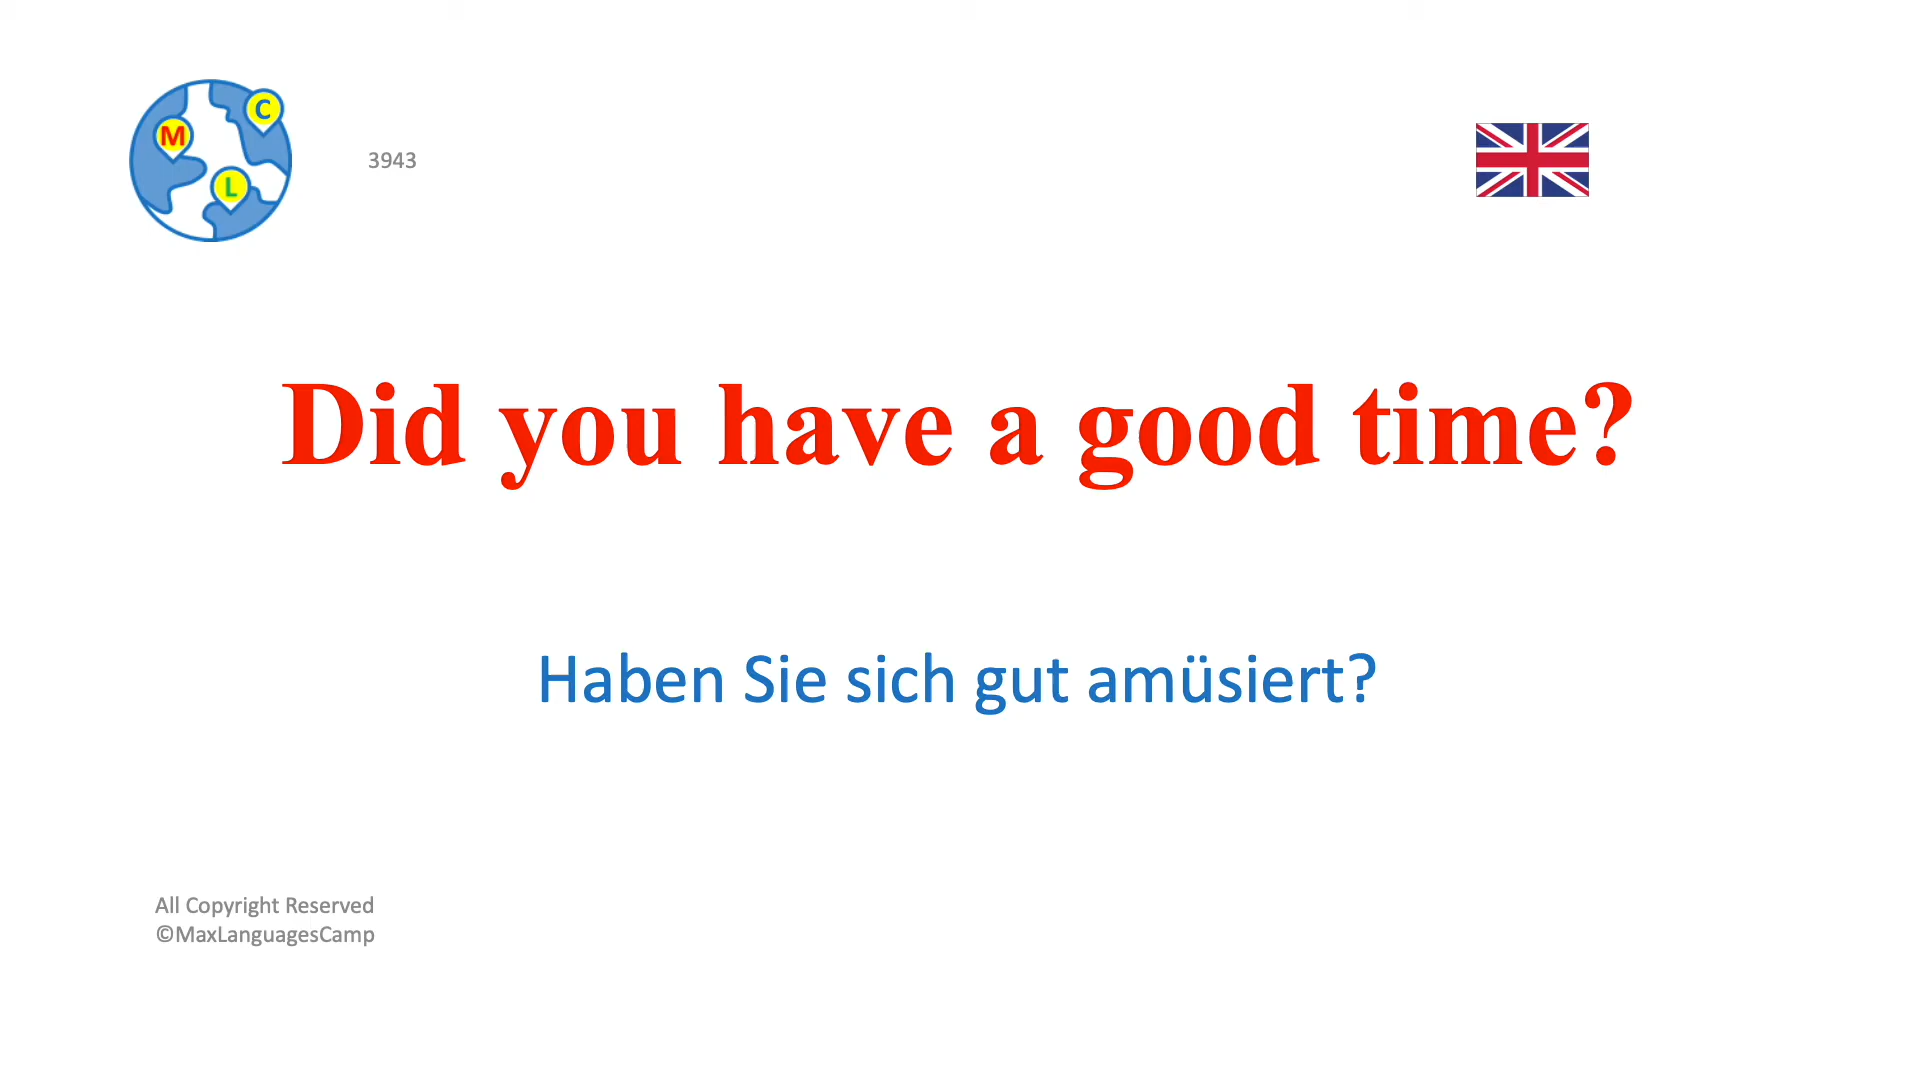 C
M
L
3943
Did you have a good time?
Haben Sie sich gut amüsiert?
All Copyright Reserved
©MaxLanguagesCamp